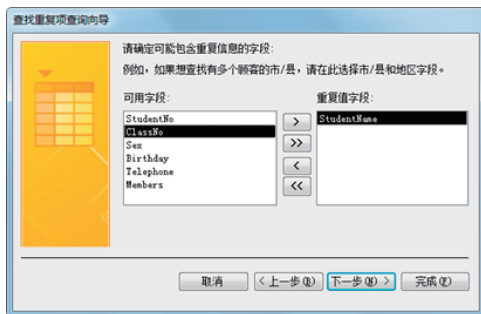 查找重复项查询向导
请确定可能包含重复信息的字段:
例如，如果想查找有多个顾客的市/县，请在此选择市/县和地区字段。
可用字段:
重复值字段:
StudentNo
ClassNo
Sex
Birthday
Telephone
Members
>
>>
<
<<
StudentName
取消
<上一步(B)
下一步(N) >
完成(F)